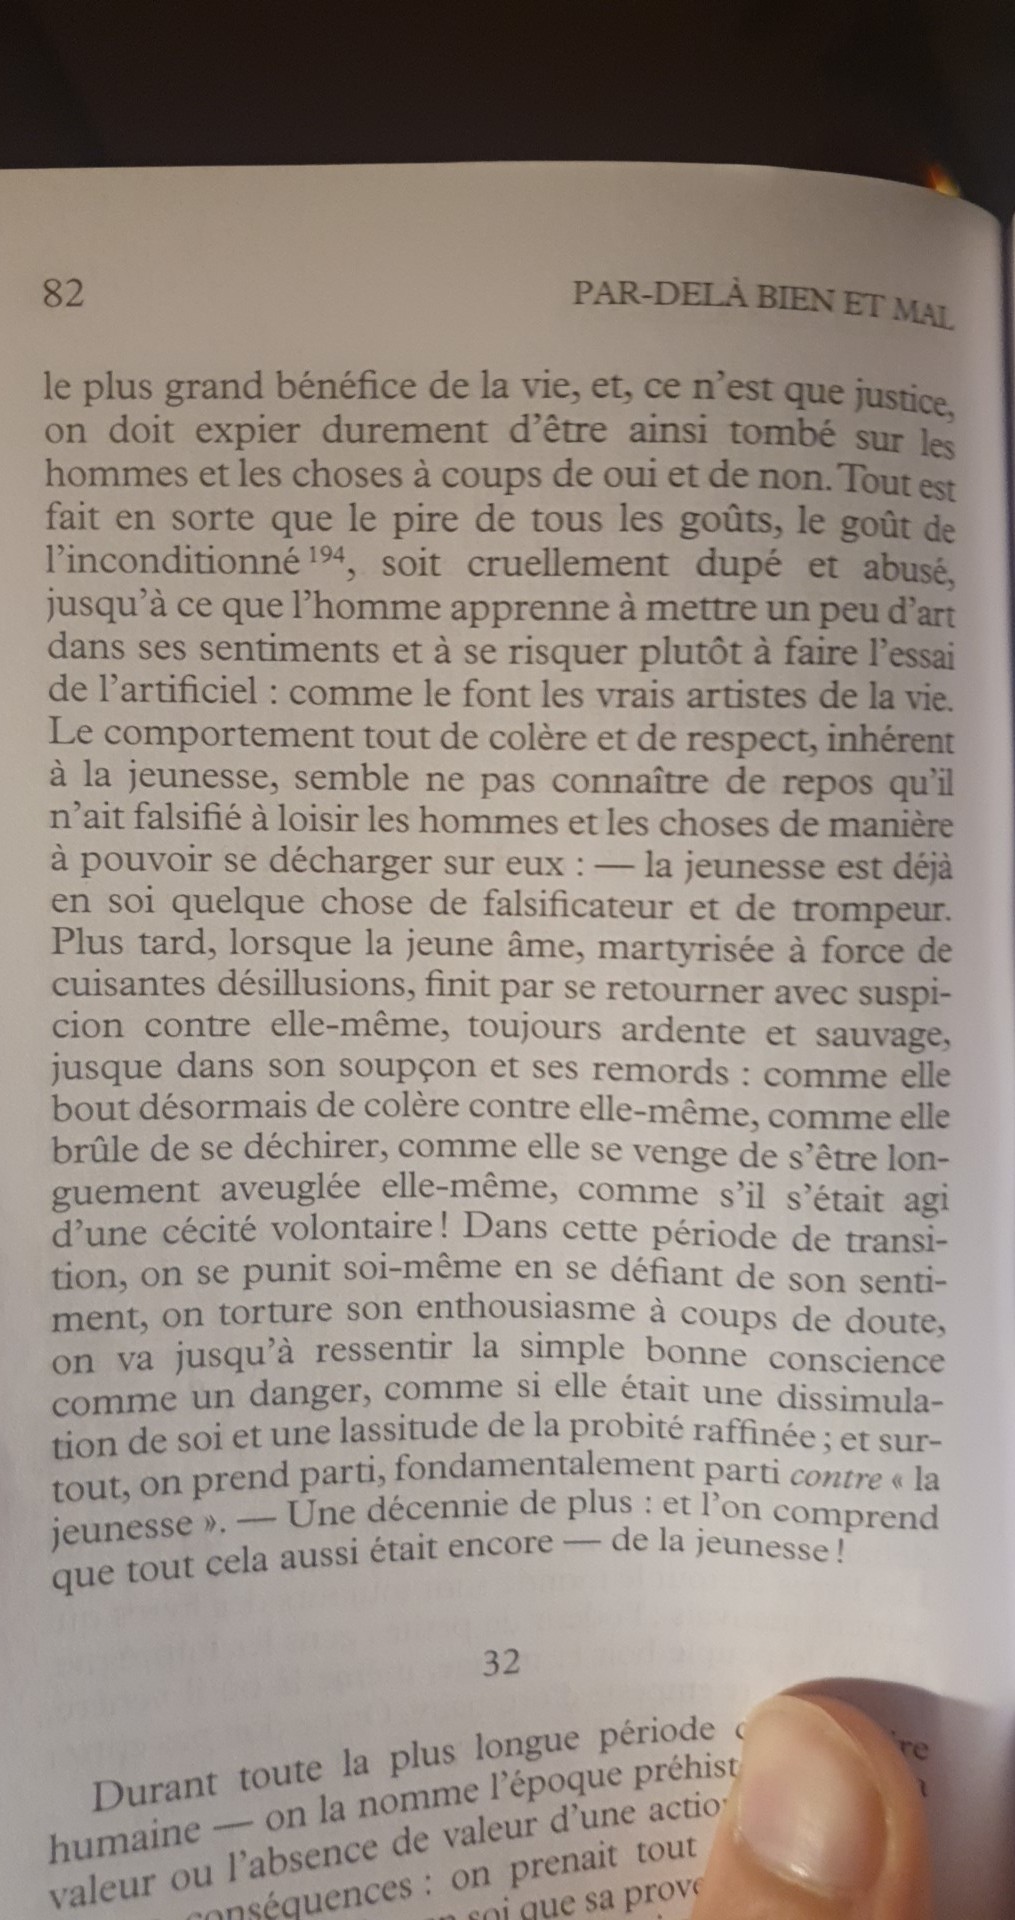 82
PAR-DELÀ BIEN ET MAL
le plus grand bénéfice de la vie, et, ce n'est que justice,
on doit expier durement d'être ainsi tombé sur les
hommes et les choses à coups de oui et de non. Tout est
fait en sorte que le pire de tous les goûts, le goût de
l'inconditionné 194, soit cruellement dupé et abusé,
jusqu'à ce que l'homme apprenne à mettre un peu d'art
dans ses sentiments et à se risquer plutôt à faire l'essai
de l'artificiel : comme le font les vrais artistes de la vie.
Le comportement tout de colère et de respect, inhérent
à la jeunesse, semble ne pas connaître de repos qu'il
n'ait falsifié à loisir les hommes et les choses de manière
à pouvoir se décharger sur eux : — la jeunesse est déjà
en soi quelque chose de falsificateur et de trompeur.
Plus tard, lorsque la jeune âme, martyrisée à force de
cuisantes désillusions, finit par se retourner avec suspi-
cion contre elle-même, toujours ardente et sauvage,
jusque dans son soupçon et ses remords : comme elle
bout désormais de colère contre elle-même, comme elle
brûle de se déchirer, comme elle se venge de s'être lon-
guement aveuglée elle-même, comme s'il s'était agi
d'une cécité volontaire ! Dans cette période de transi-
tion, on se punit soi-même en se défiant de son senti-
ment, on torture son enthousiasme à coups de doute,
on va jusqu'à ressentir la simple bonne conscience
comme un danger, comme si elle était une dissimula-
tion de soi et une lassitude de la probité raffinée ; et sur-
tout, on prend parti, fondamentalement parti contre « la
jeunesse ». — Une décennie de plus : et l'on comprend
que tout cela aussi était encore — de la jeunesse !
32
Durant toute la plus longue période
humaine — on la nomme l'époque
valeur ou l'absence de valeur d'une
conséquences : on prenait tout
soi que sa